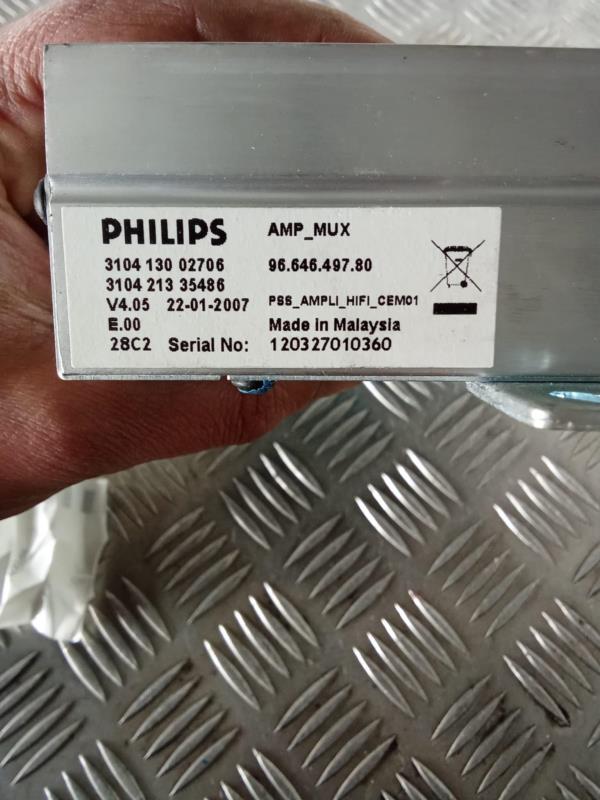 PHILIPS AMP_MUX
3104 130 02706 96.646.497.80
3104 213 35486
V4.05 22-01-2007 PSS_AMPLI_HIFI_CEM01
E.00 Made in Malaysia
28C2 Serial No: 120327010360